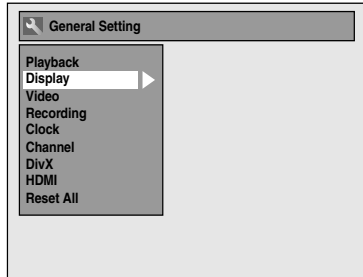 General Setting
Playback
Display
Video
Recording
Clock
Channel
DivX
HDMI
Reset All